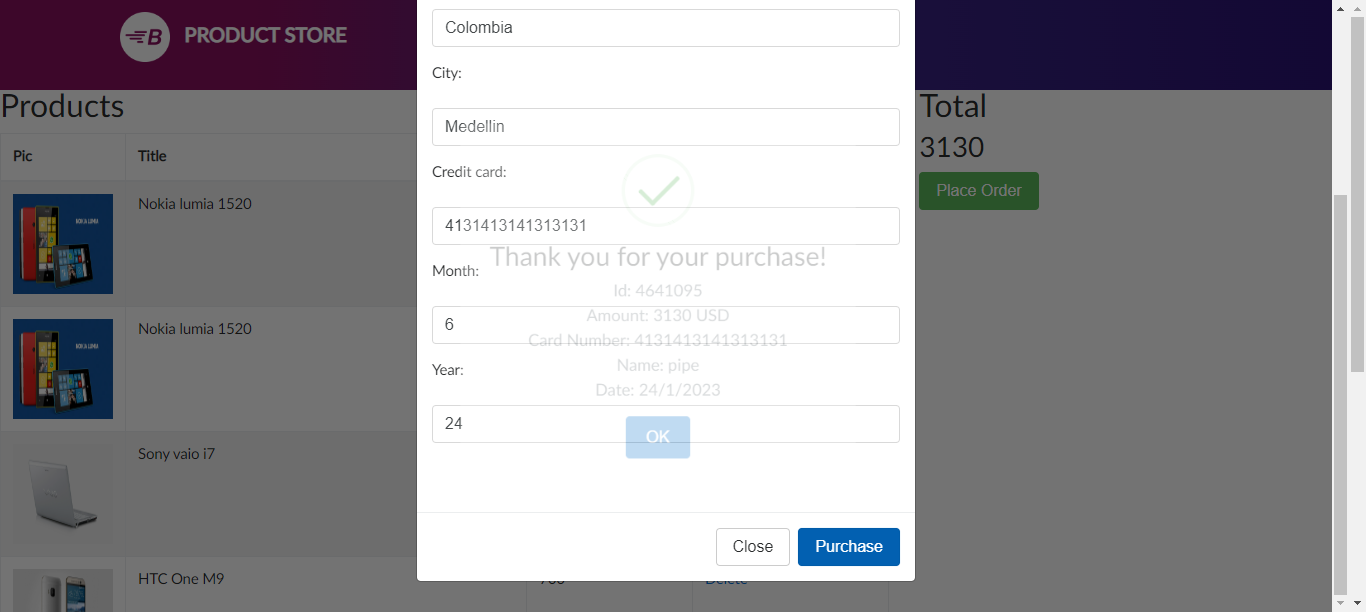 PRODUCT STORE
Products
Pic Title
Nokia lumia 1520
Nokia lumia 1520
Sony vaio i7
HTC One M9
Colombia
City:
Medellin
Credit card:
4131413141313131
Month:
6
Year:
24
Thank you for your purchase!
Id: 4641095
Amount: 3130 USD
Card Number: 4131413141313131
Name: pipe
Date: 24/1/2023
OK
Close Purchase
Delete
Total
3130
Place Order